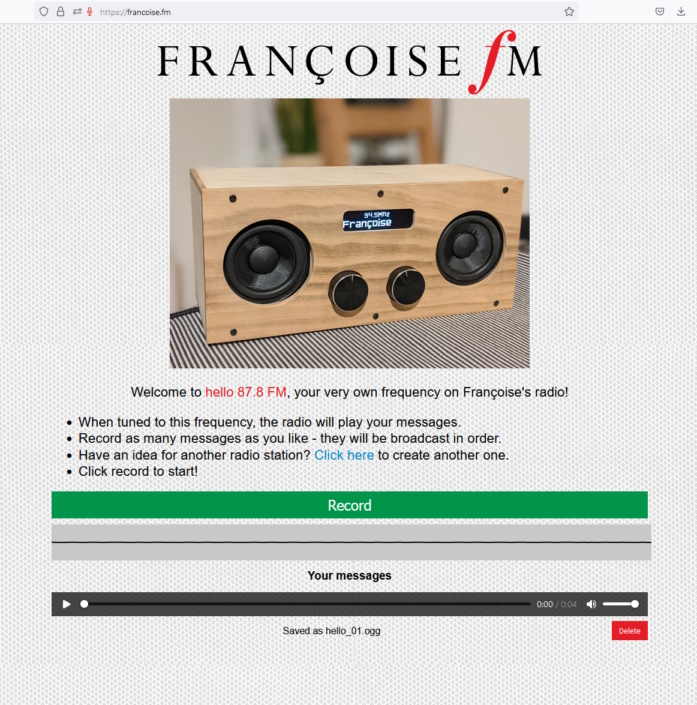 https://francoise.fm
FRANÇOISE fM
94.5MHz
Françoise
Welcome to hello 87.8 FM, your very own frequency on Françoise's radio!
• When tuned to this frequency, the radio will play your messages.
• Record as many messages as you like - they will be broadcast in order.
• Have an idea for another radio station? Click here to create another one.
• Click record to start!
Record
Your messages
0:00 / 0:04
Saved as hello_01.ogg
Delete